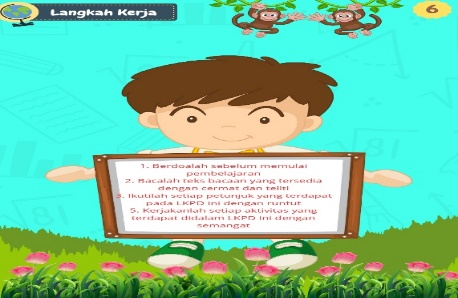 Langkah Kerja
6
1. Berdoalah sebelum memulai
pembelajaran
2. Bacalah teks bacaan yang tersedia
dengan cermat dan teliti
3. Ikutilah setiap petunjuk yang terdapat
pada LKPD ini dengan runtut
5. Kerjakanlah setiap aktivitas yang
terdapat didalam LKPD ini dengan
semangat